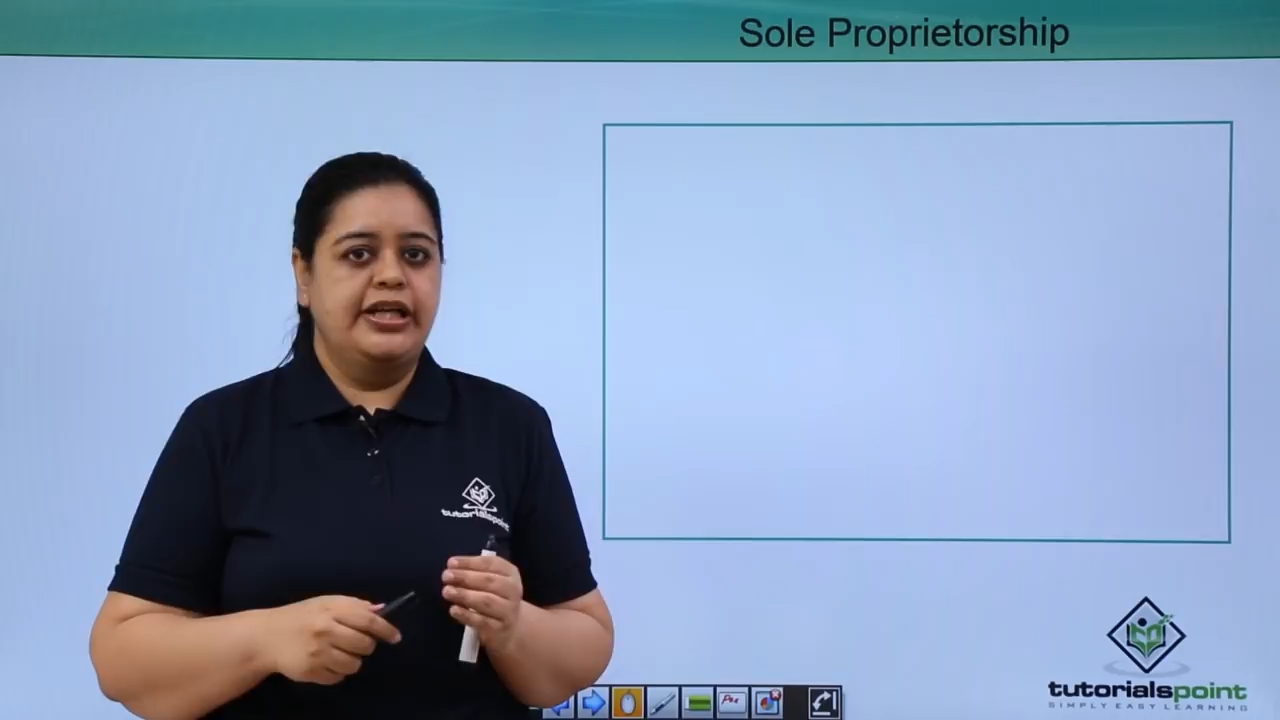 Sole Proprietorship
tutorialspoint
tutorialspoint
SIMPLY EASY LEARNING